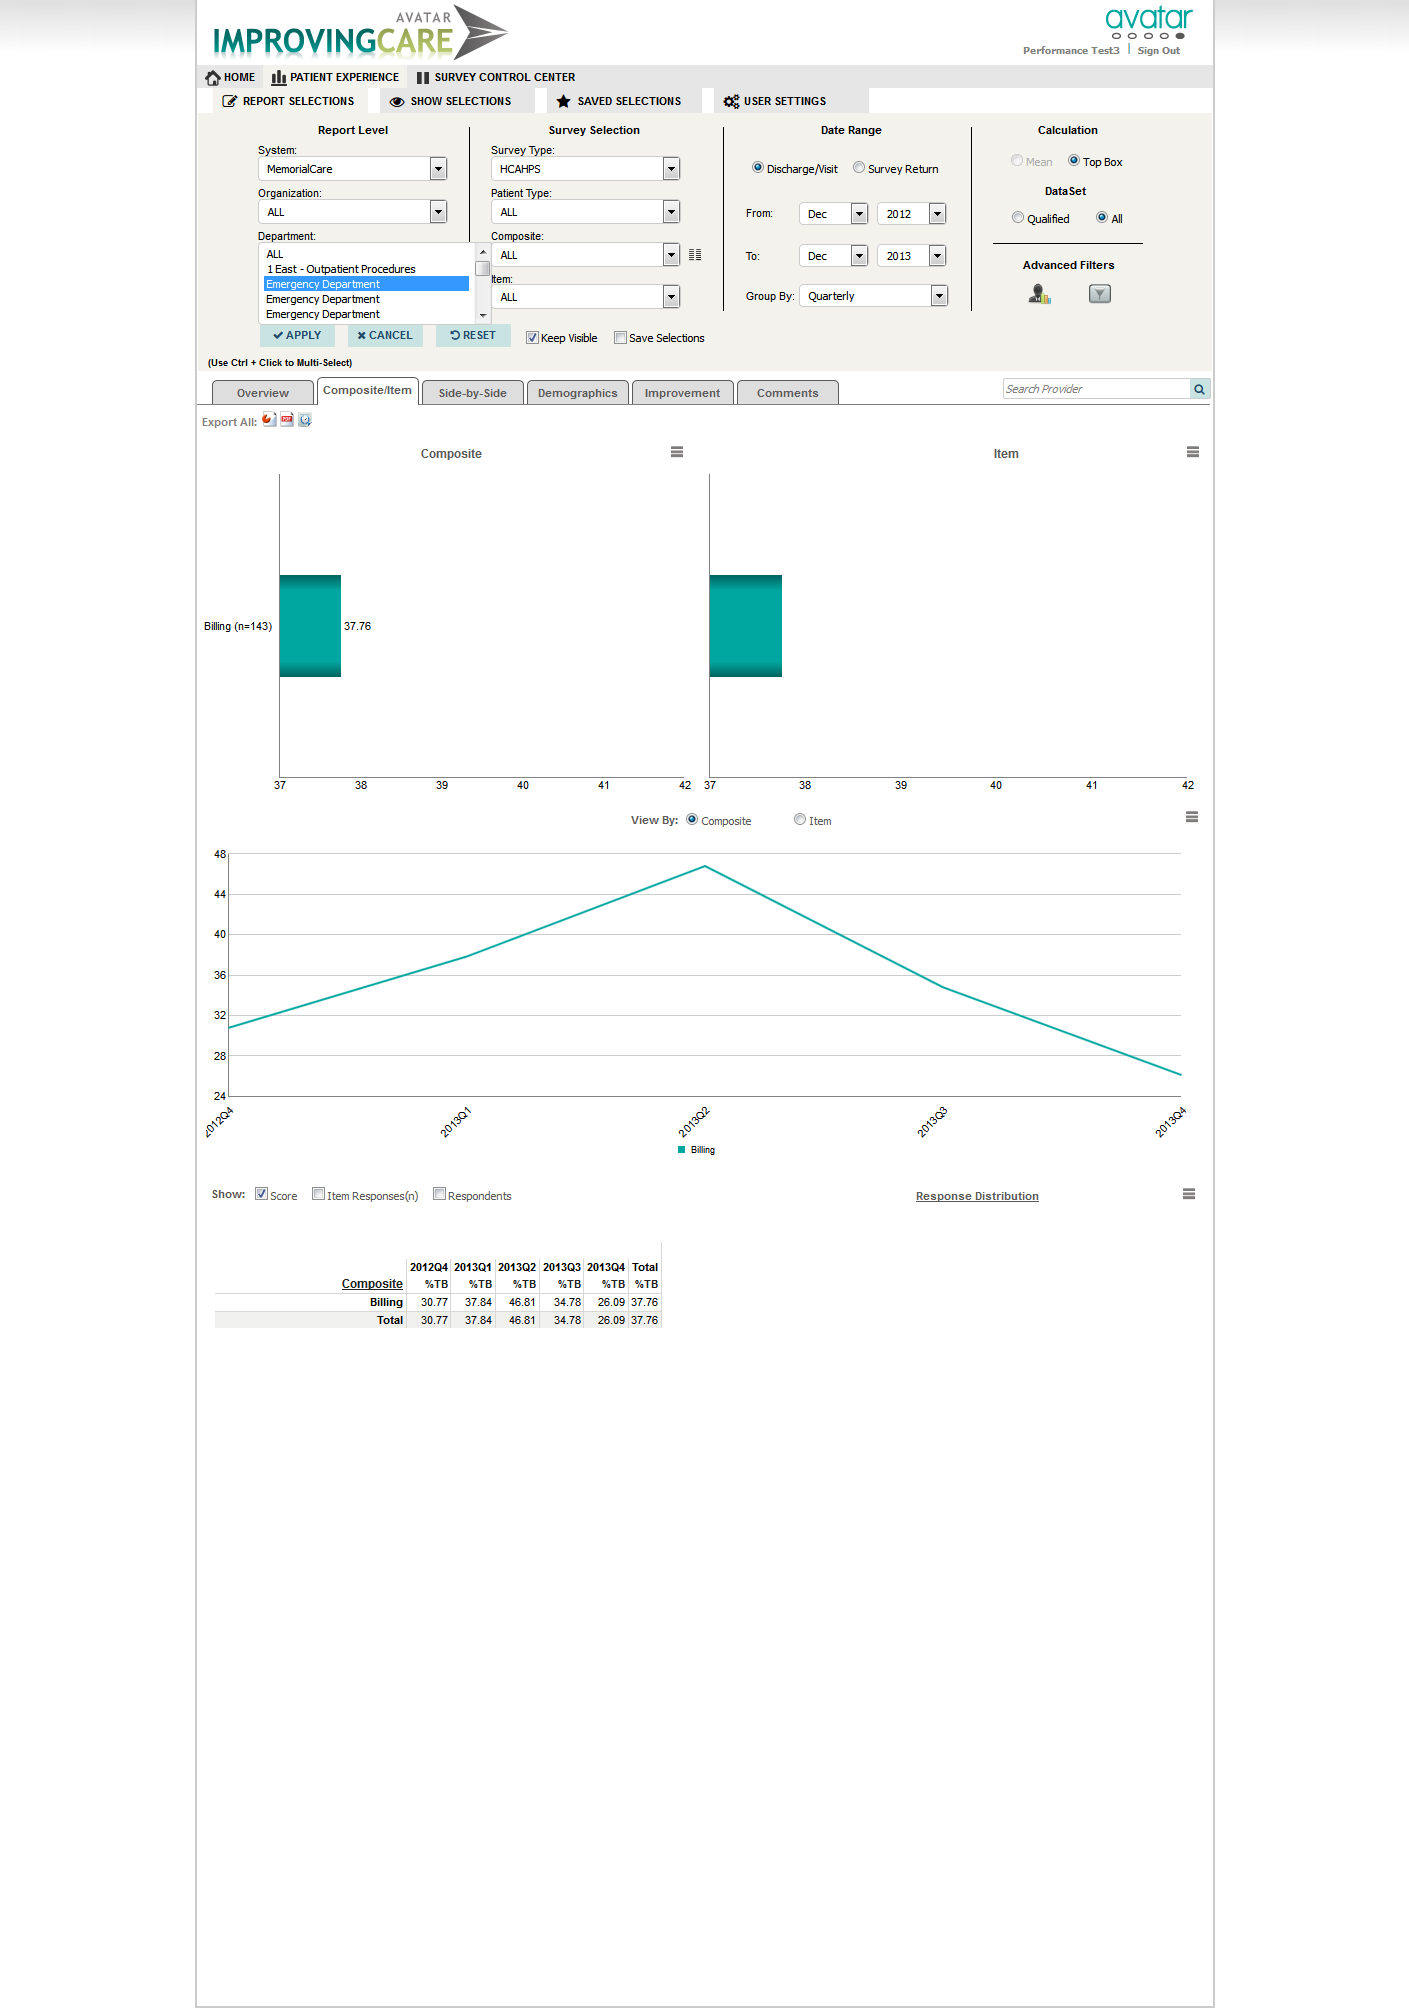 AVATAR
IMPROVINGCARE
avatar
Performance Test3 | Sign Out
HOME PATIENT EXPERIENCE SURVEY CONTROL CENTER
REPORT SELECTIONS SHOW SELECTIONS SAVED SELECTIONS USER SETTINGS
Report Level Survey Selection Date Range Calculation
System: Survey Type:
MemorialCare HCAHPS Discharge/Visit Survey Return Mean Top Box
Organization: Patient Type: DataSet
ALL ALL From: Dec 2012 Qualified All
Department: Composite:
ALL ALL To: Dec 2013
1 East - Outpatient Procedures Advanced Filters
Emergency Department Item:
Emergency Department ALL Group By: Quarterly
Emergency Department
APPLY CANCEL RESET Keep Visible Save Selections
(Use Ctrl + Click to Multi-Select)
Overview Composite/Item Side-by-Side Demographics Improvement Comments Search Provider
Export All:
Composite Item
Billing (n=143) 37.76
37 38 39 40 41 42 37 38 39 40 41 42
View By: Composite Item
48
44
40
36
32
28
24
2012Q4 2013Q1 2013Q2 2013Q3 2013Q4
Billing
Show: Score Item Responses(n) Respondents Response Distribution
2012Q4 2013Q1 2013Q2 2013Q3 2013Q4 Total
Composite %TB %TB %TB %TB %TB %TB
Billing 30.77 37.84 46.81 34.78 26.09 37.76
Total 30.77 37.84 46.81 34.78 26.09 37.76